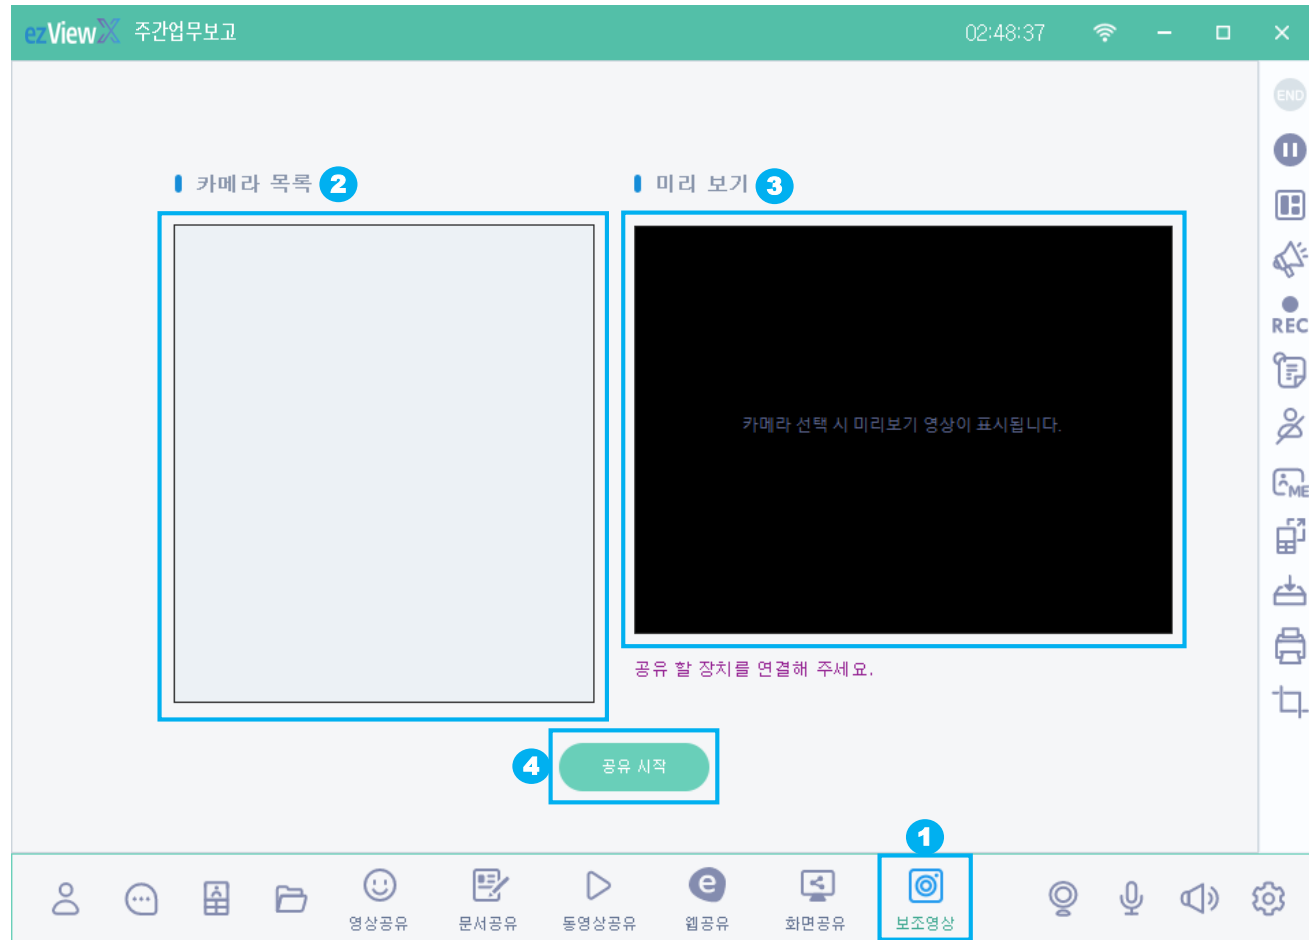 ezViewX 주간업무보고 02:48:37
END
카메라 목록 2
미리 보기 3
REC
카메라 선택 시 미리보기 영상이 표시됩니다.
ME
공유 할 장치를 연결해 주세요.
4 공유 시작
1
영상공유 문서공유 동영상공유 웹공유 화면공유 보조영상